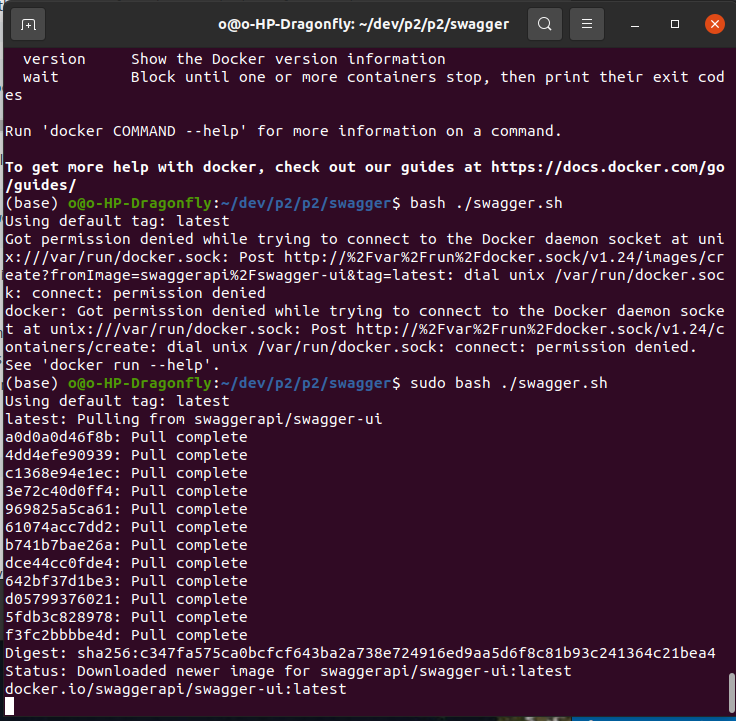 o@o-HP-Dragonfly: ~/dev/p2/p2/swagger
version     Show the Docker version information
wait        Block until one or more containers stop, then print their exit cod
es
Run 'docker COMMAND --help' for more information on a command.
To get more help with docker, check out our guides at https://docs.docker.com/go
/guides/
(base) o@o-HP-Dragonfly:~/dev/p2/p2/swagger$ bash ./swagger.sh
Using default tag: latest
Got permission denied while trying to connect to the Docker daemon socket at uni
x:///var/run/docker.sock: Post http://%2Fvar%2Frun%2Fdocker.sock/v1.24/images/cr
eate?fromImage=swaggerapi%2Fswagger-ui&tag=latest: dial unix /var/run/docker.soc
k: connect: permission denied
docker: Got permission denied while trying to connect to the Docker daemon socke
t at unix:///var/run/docker.sock: Post http://%2Fvar%2Frun%2Fdocker.sock/v1.24/c
ontainers/create: dial unix /var/run/docker.sock: connect: permission denied.
See 'docker run --help'.
(base) o@o-HP-Dragonfly:~/dev/p2/p2/swagger$ sudo bash ./swagger.sh
Using default tag: latest
latest: Pulling from swaggerapi/swagger-ui
a0d0a0d46f8b: Pull complete
4dd4efe90939: Pull complete
c1368e94e1ec: Pull complete
3e72c40d0ff4: Pull complete
969825a5ca61: Pull complete
61074acc7dd2: Pull complete
b741b7bae26a: Pull complete
dce44cc0fde4: Pull complete
642bf37d1be3: Pull complete
d05799376021: Pull complete
5fdb3c828978: Pull complete
f3fc2bbbbe4d: Pull complete
Digest: sha256:c347fa575ca0bcfcf643ba2a738e724916ed9aa5d6f8c81b93c241364c21bea4
Status: Downloaded newer image for swaggerapi/swagger-ui:latest
docker.io/swaggerapi/swagger-ui:latest